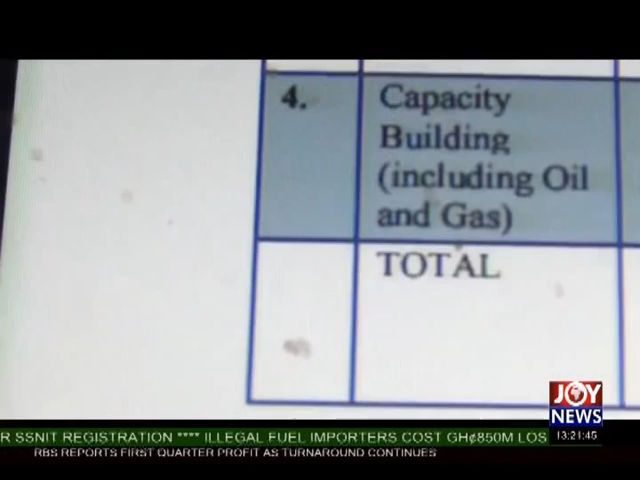 4.
Capacity
Building
(including Oil
and Gas)
TOTAL
JOY
NEWS
13:21:45
R SSNIT REGISTRATION **** ILLEGAL FUEL IMPORTERS COST GH¢850M LOS
RBS REPORTS FIRST QUARTER PROFIT AS TURNAROUND CONTINUES